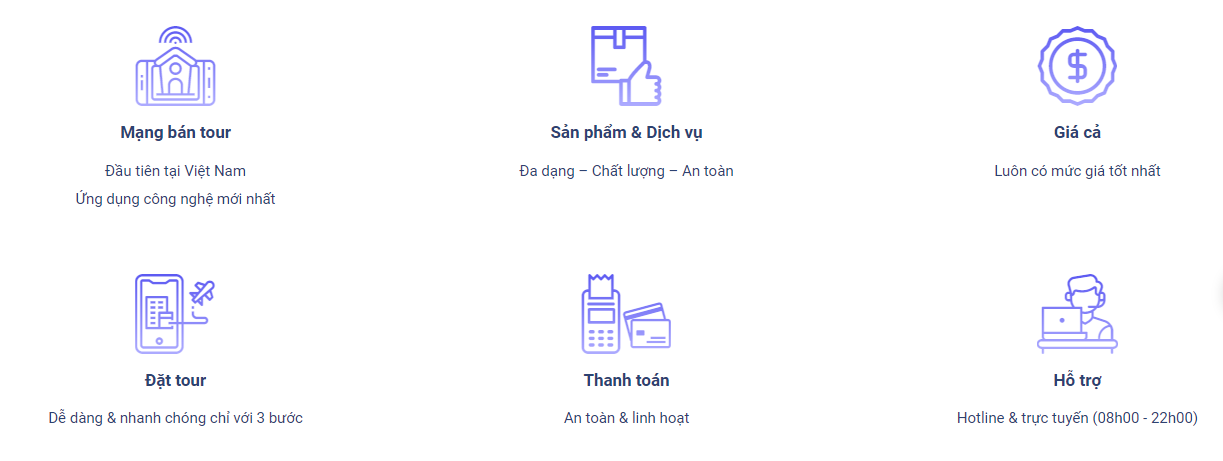 Mạng bán tour
Đầu tiên tại Việt Nam
Ứng dụng công nghệ mới nhất
Sản phẩm & Dịch vụ
Đa dạng – Chất lượng – An toàn
Giá cả
Luôn có mức giá tốt nhất
Đặt tour
Dễ dàng & nhanh chóng chỉ với 3 bước
Thanh toán
An toàn & linh hoạt
Hỗ trợ
Hotline & trực tuyến (08h00 - 22h00)